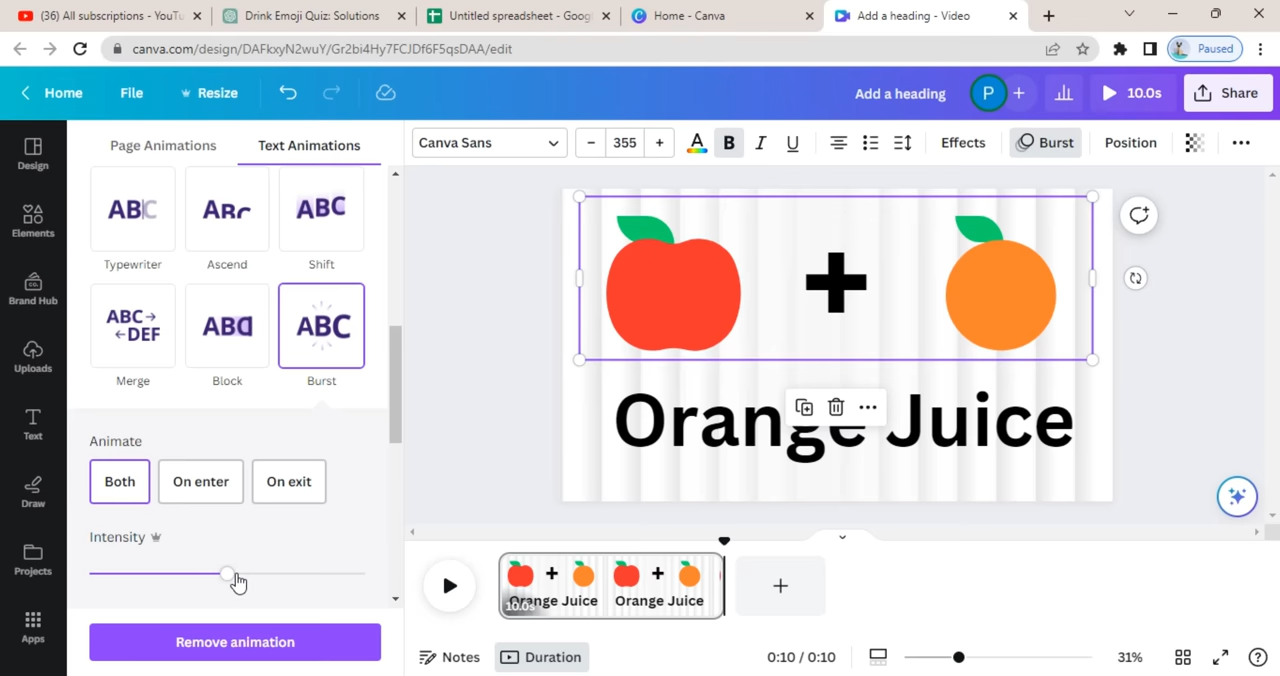 (36) All subscriptions - YouTu
Drink Emoji Quiz: Solutions
Untitled spreadsheet - Goog
Home - Canva
Add a heading - Video
canva.com/design/DAFkxyN2wuY/Gr2bi4Hy7FCJDf6F5qsDAA/edit
Paused
Home
File
Resize
Add a heading
P
10.0s
Share
Design
Elements
Brand Hub
Uploads
Text
Draw
Projects
Apps
Page Animations
Text Animations
ABC
ABC
ABC
Typewriter
Ascend
Shift
ABC→
←DEF
ABC
ABC
Merge
Block
Burst
Animate
Both
On enter
On exit
Intensity
Remove animation
Canva Sans
– 355 +
A
B
I
U
Effects
Burst
Position
+
Orange Juice
+ +
10.0s
Orange Juice Orange Juice
Notes
Duration
0:10 / 0:10
31%